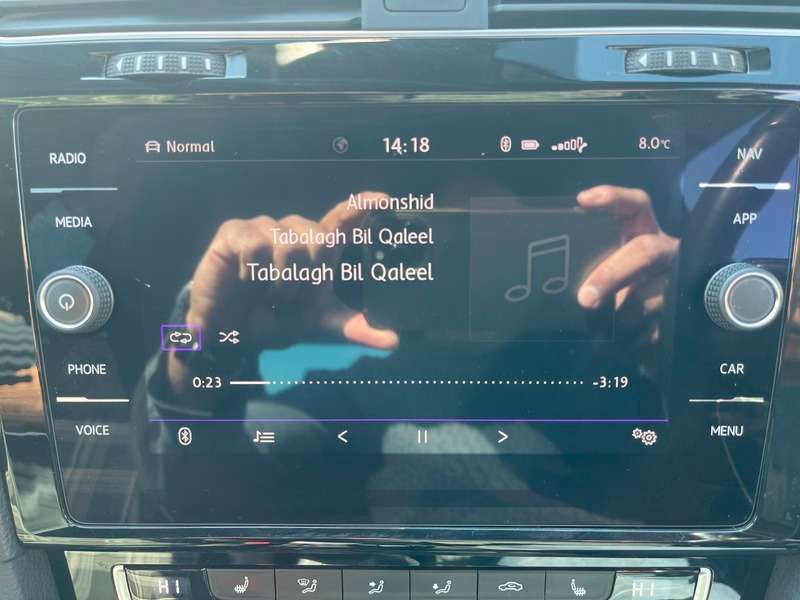 Normal 14:18 8.0°C
RADIO
MEDIA
PHONE
VOICE
Almonshid
Tabalagh Bil Qaleel
Tabalagh Bil Qaleel
0:23 -3:19
NAV
APP
CAR
MENU
HI HI